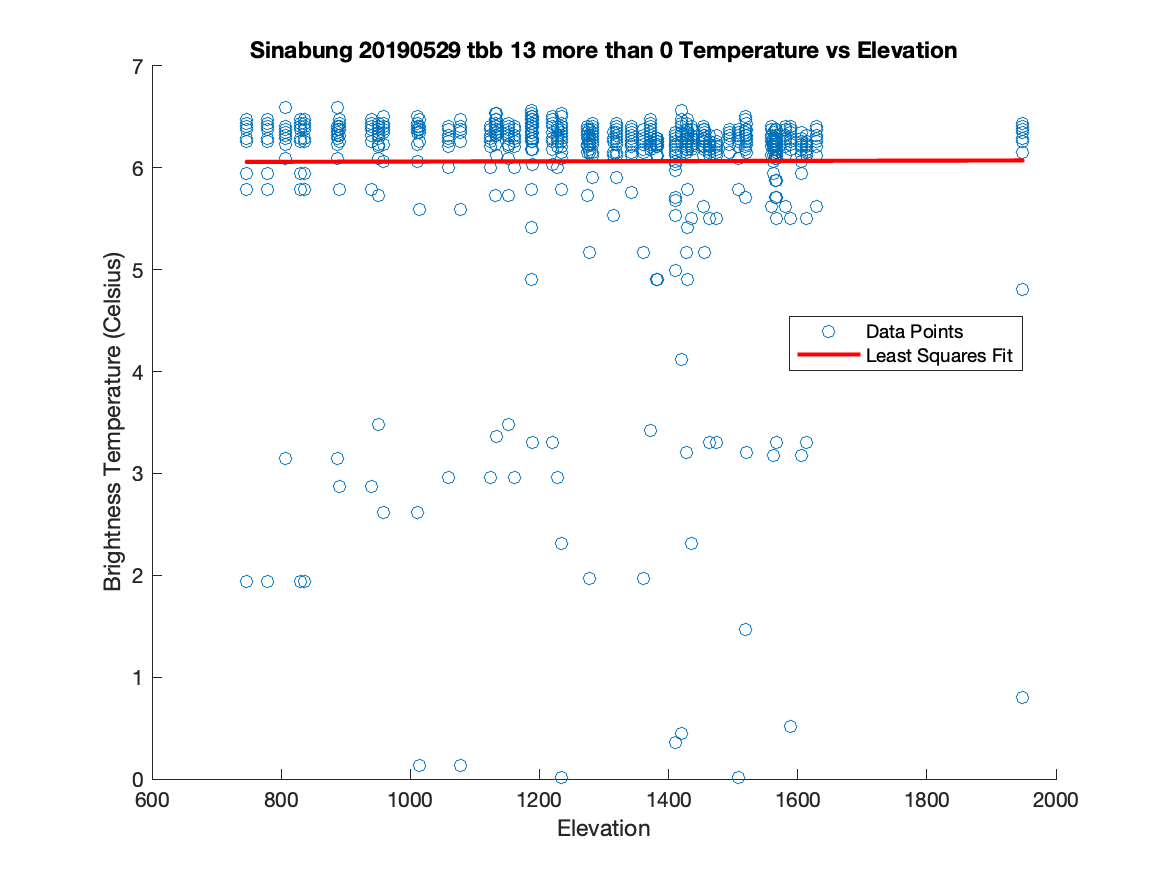 Sinabung 20190529 tbb 13 more than 0 Temperature vs Elevation
7
6
5
4
3
2
1
0
Brightness Temperature (Celsius)
Data Points
Least Squares Fit
600 800 1000 1200 1400 1600 1800 2000
Elevation